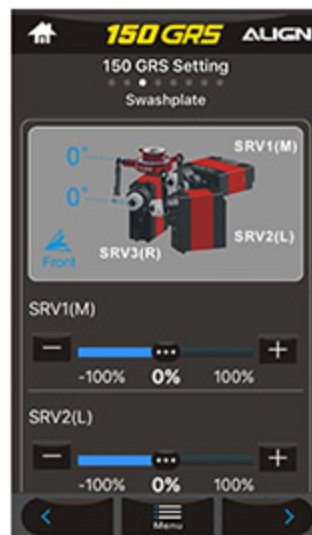 150 GRS ALIGN
150 GRS Setting
Swashplate
SRV1(M)
0°
0°
SRV2(L)
SRV3(R)
Front
SRV1(M)
-100% 0% 100%
SRV2(L)
-100% 0% 100%
Menu